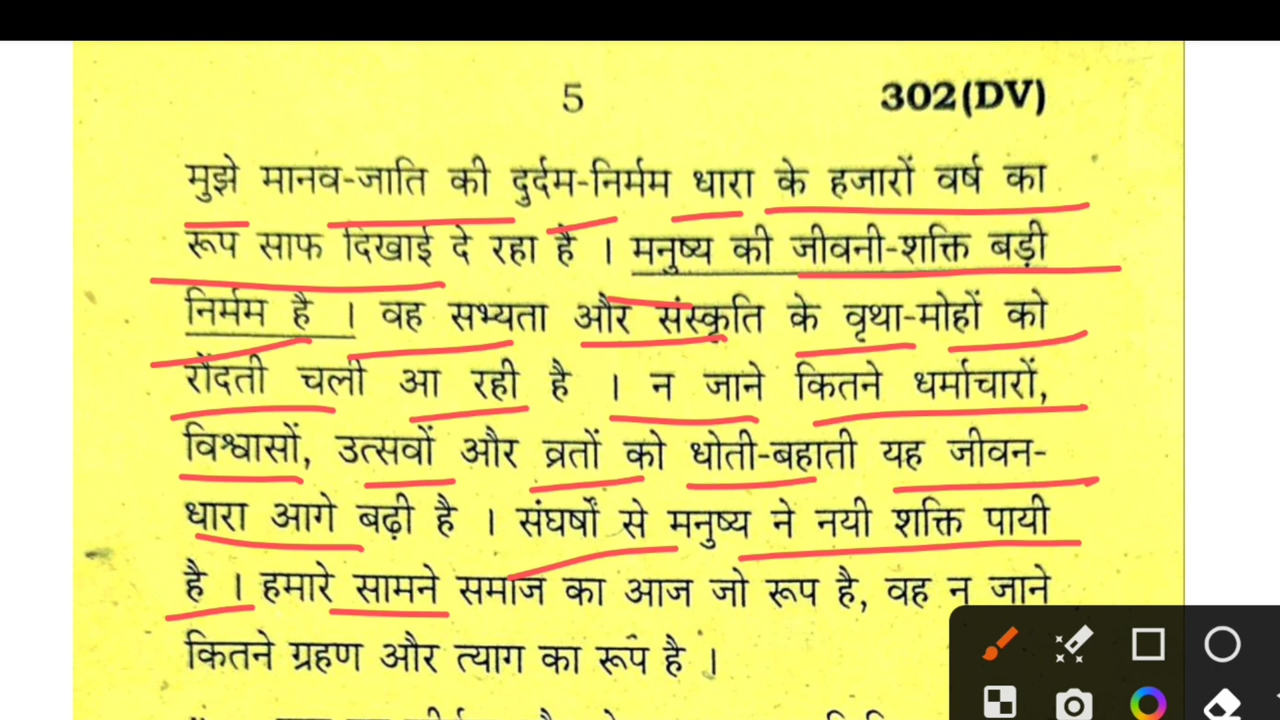 5 302(DV)
मुझे मानव-जाति की दुर्दम-निर्मम धारा के हजारों वर्ष का
रूप साफ दिखाई दे रहा है । मनुष्य की जीवनी-शक्ति बड़ी
निर्मम है । वह सभ्यता और संस्कृति के वृथा-मोहों को
रौंदती चली आ रही है । न जाने कितने धर्माचारों,
विश्वासों, उत्सवों और व्रतों को धोती-बहाती यह जीवन-
धारा आगे बढ़ी है । संघर्षों से मनुष्य ने नयी शक्ति पायी
है । हमारे सामने समाज का आज जो रूप है, वह न जाने
कितने ग्रहण और त्याग का रूप है ।